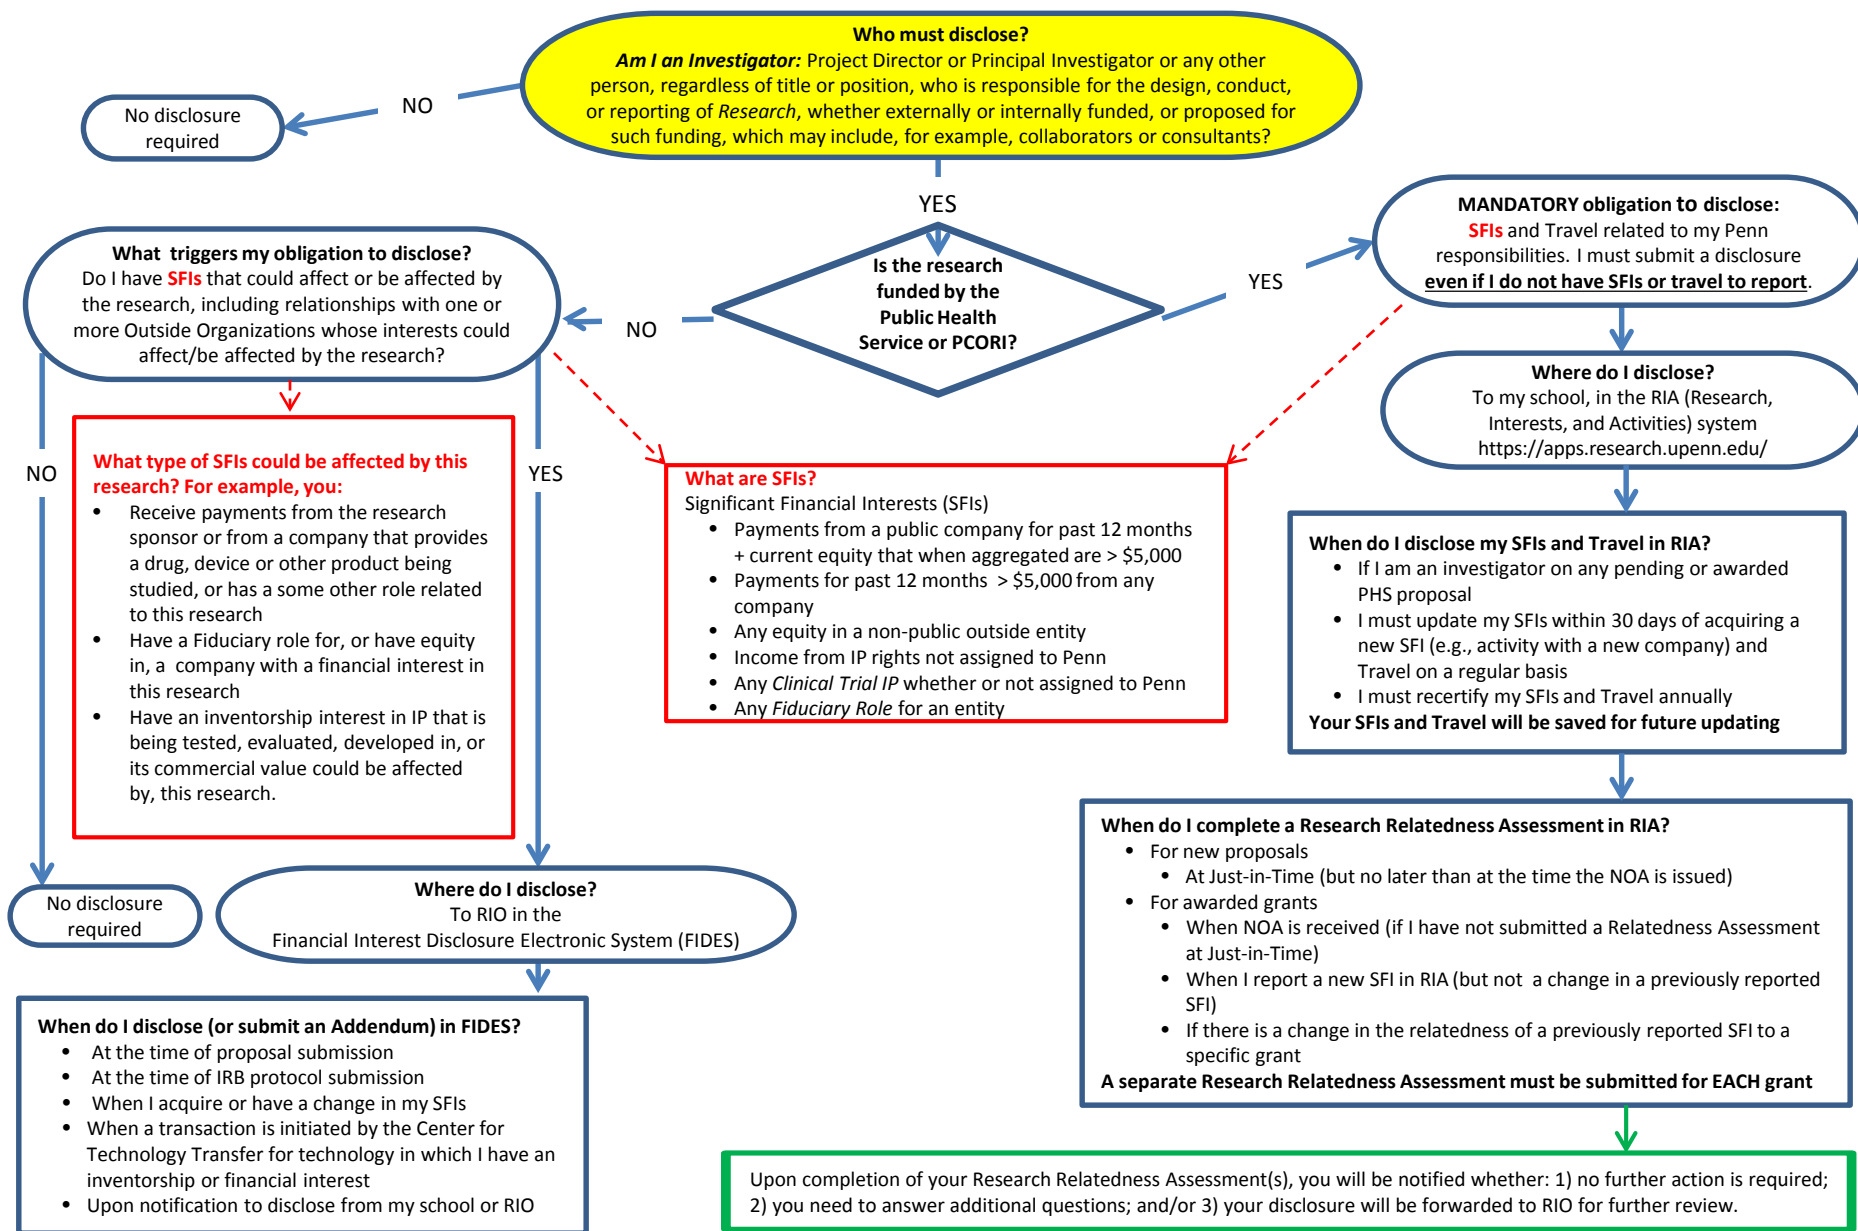 Who must disclose?
Am I an Investigator: Project Director or Principal Investigator or any other
person, regardless of title or position, who is responsible for the design, conduct,
or reporting of Research, whether externally or internally funded, or proposed for
such funding, which may include, for example, collaborators or consultants?
NO
No disclosure
required
YES
Is the research
funded by the
Public Health
Service or PCORI?
YES
NO
MANDATORY obligation to disclose:
SFIs and Travel related to my Penn
responsibilities. I must submit a disclosure
even if I do not have SFIs or travel to report.
What  triggers my obligation to disclose?
Do I have SFIs that could affect or be affected by
the research, including relationships with one or
more Outside Organizations whose interests could
affect/be affected by the research?
Where do I disclose?
To my school, in the RIA (Research,
Interests, and Activities) system
https://apps.research.upenn.edu/
NO
YES
What type of SFIs could be affected by this
research? For example, you:
• Receive payments from the research
sponsor or from a company that provides
a drug, device or other product being
studied, or has a some other role related
to this research
• Have a Fiduciary role for, or have equity
in, a  company with a financial interest in
this research
• Have an inventorship interest in IP that is
being tested, evaluated, developed in, or
its commercial value could be affected
by, this research.
What are SFIs?
Significant Financial Interests (SFIs)
• Payments from a public company for past 12 months
+ current equity that when aggregated are > $5,000
• Payments for past 12 months  > $5,000 from any
company
• Any equity in a non-public outside entity
• Income from IP rights not assigned to Penn
• Any Clinical Trial IP whether or not assigned to Penn
• Any Fiduciary Role for an entity
When do I disclose my SFIs and Travel in RIA?
• If I am an investigator on any pending or awarded
PHS proposal
• I must update my SFIs within 30 days of acquiring a
new SFI (e.g., activity with a new company) and
Travel on a regular basis
• I must recertify my SFIs and Travel annually
Your SFIs and Travel will be saved for future updating
No disclosure
required
Where do I disclose?
To RIO in the
Financial Interest Disclosure Electronic System (FIDES)
When do I complete a Research Relatedness Assessment in RIA?
• For new proposals
• At Just-in-Time (but no later than at the time the NOA is issued)
• For awarded grants
• When NOA is received (if I have not submitted a Relatedness Assessment
at Just-in-Time)
• When I report a new SFI in RIA (but not  a change in a previously reported
SFI)
• If there is a change in the relatedness of a previously reported SFI to a
specific grant
A separate Research Relatedness Assessment must be submitted for EACH grant
When do I disclose (or submit an Addendum) in FIDES?
• At the time of proposal submission
• At the time of IRB protocol submission
• When I acquire or have a change in my SFIs
• When a transaction is initiated by the Center for
Technology Transfer for technology in which I have an
inventorship or financial interest
• Upon notification to disclose from my school or RIO
Upon completion of your Research Relatedness Assessment(s), you will be notified whether: 1) no further action is required;
2) you need to answer additional questions; and/or 3) your disclosure will be forwarded to RIO for further review.